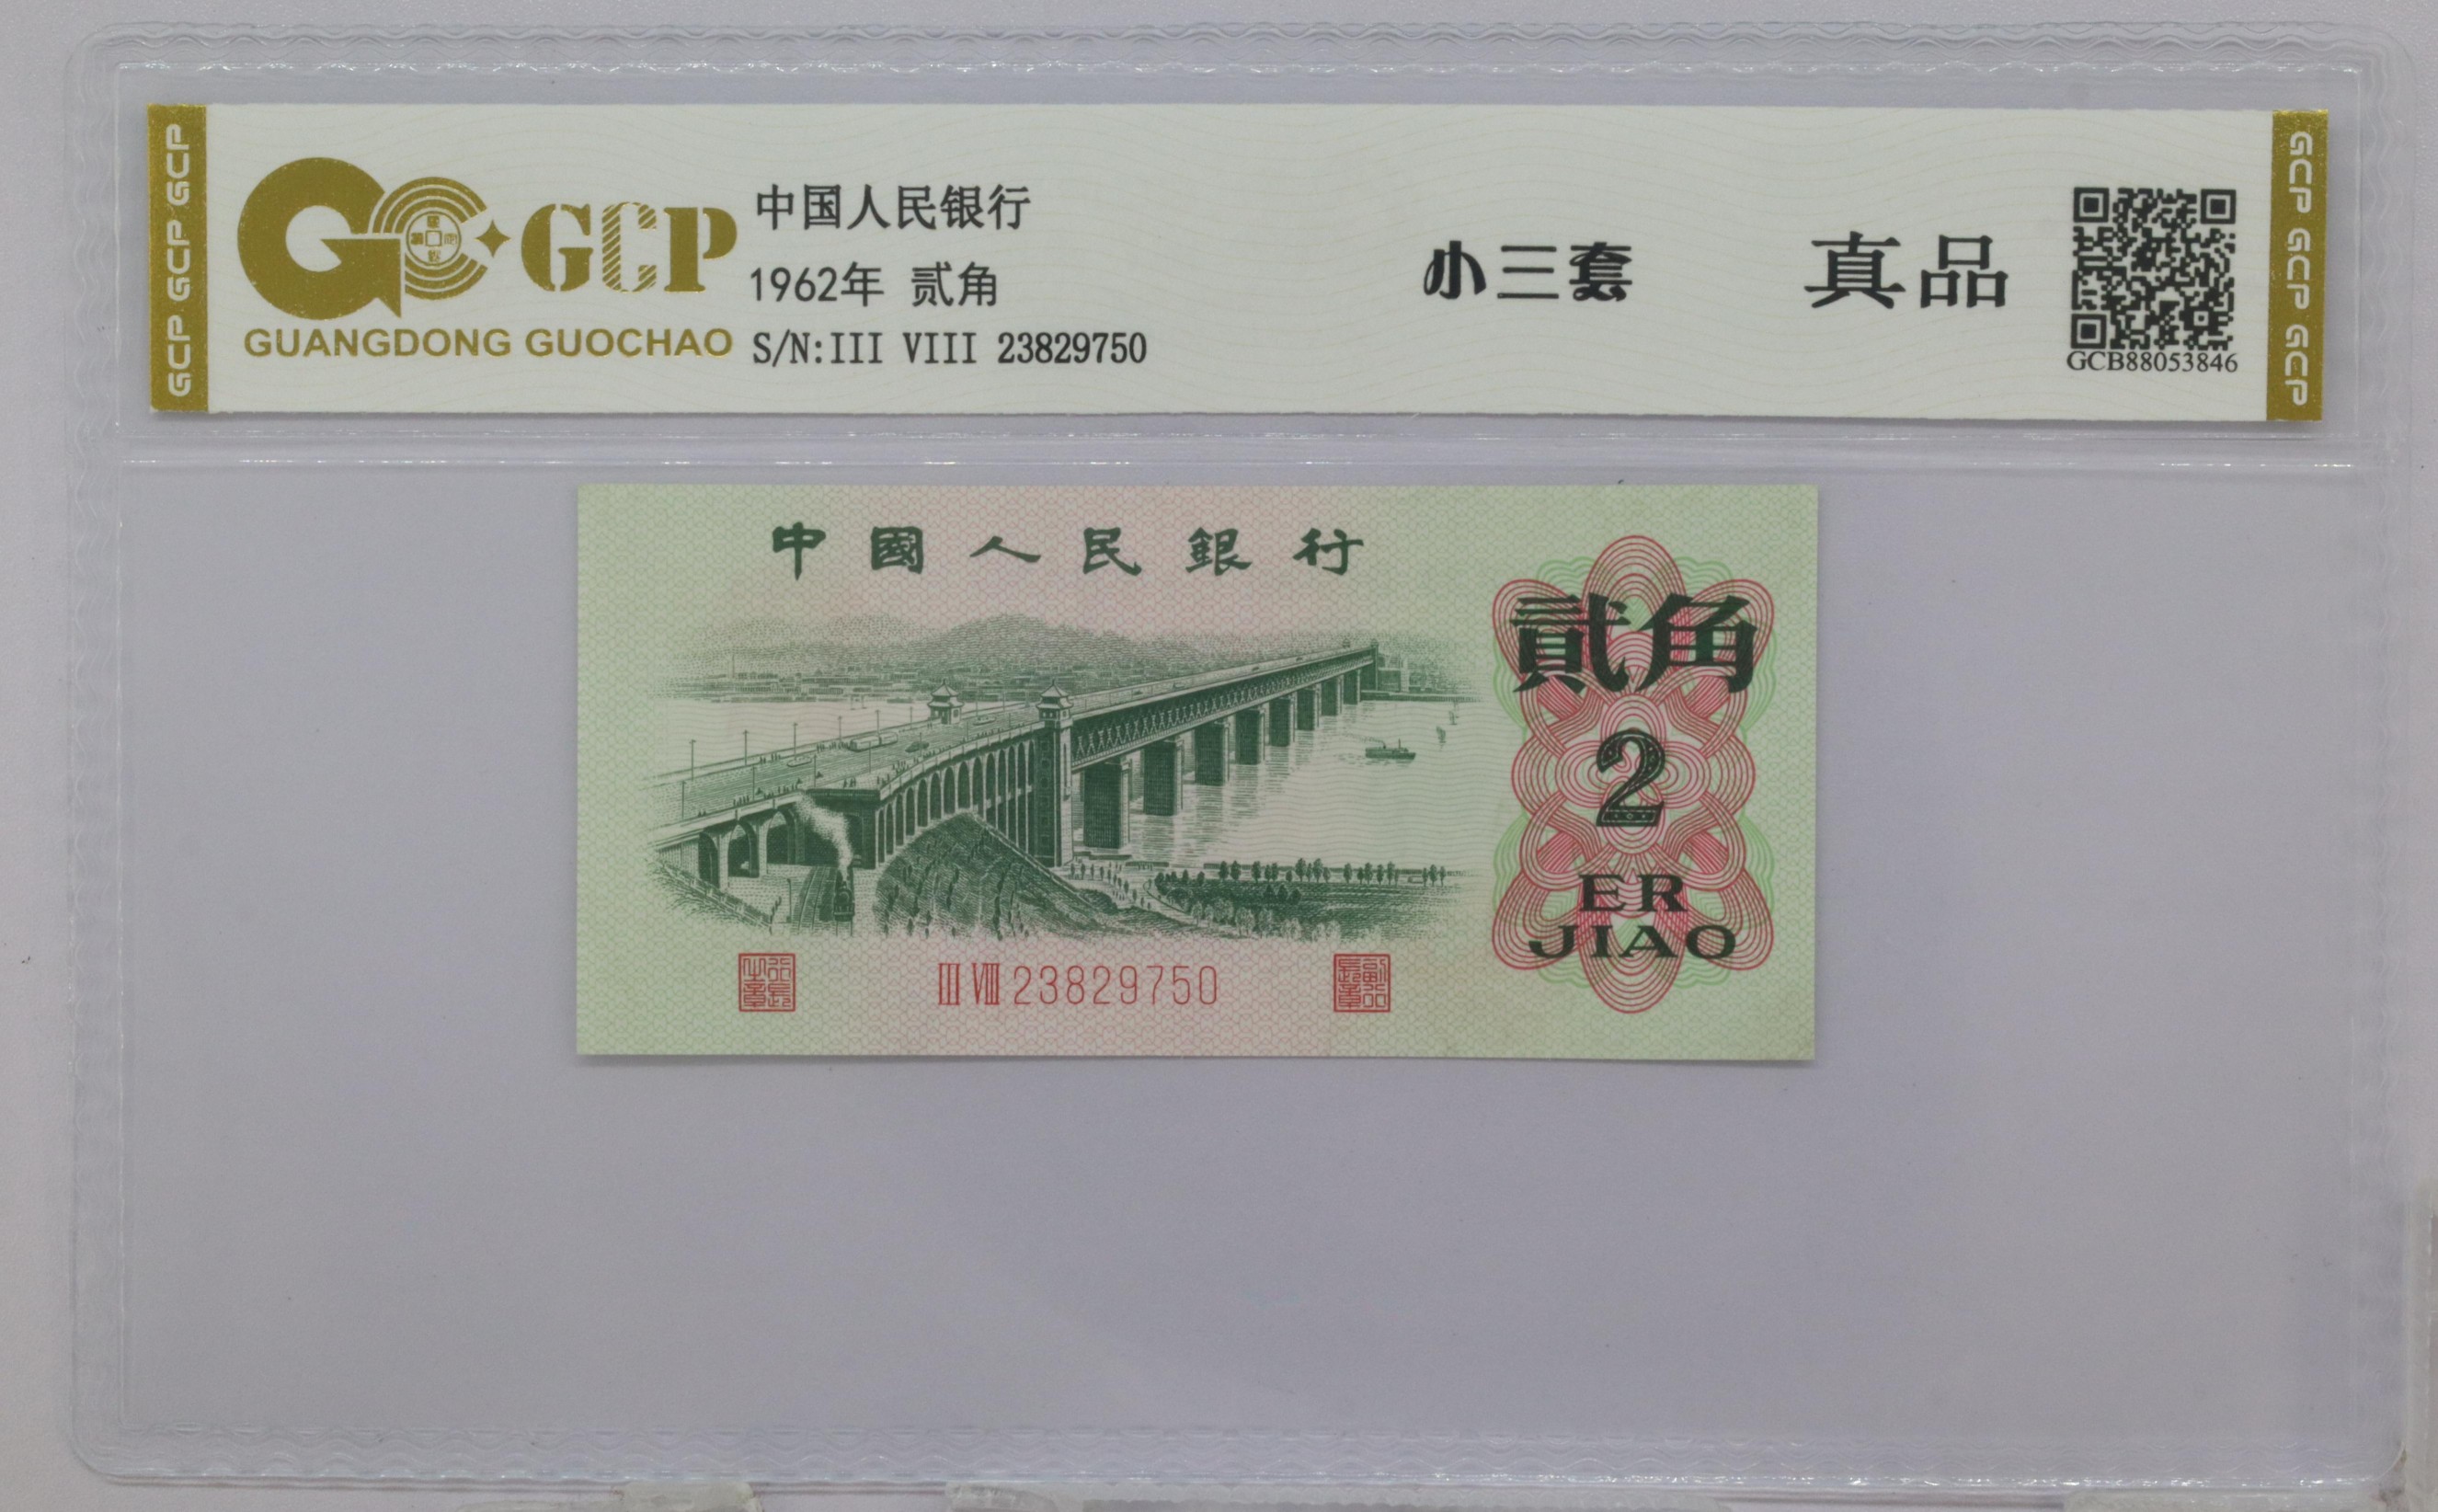 GCP GCP GCP
GCP
GUANGDONG GUOCHAO
中国人民银行
1962年 贰角
S/N:III VIII 23829750
小三套
真品
GCB88053846
GCP GCP GCP
中國人民銀行
貳角
2
ER
JIAO
III VIII 23829750